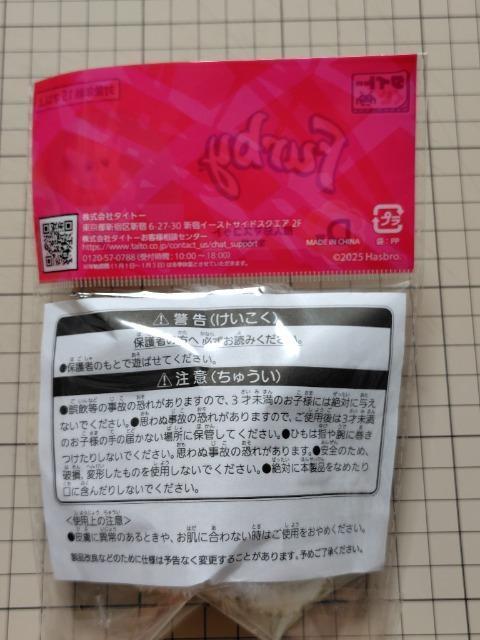 Furby
株式会社タイトー
東京都新宿区新宿 6-27-30 新宿イーストサイドスクエア 2F
株式会社タイトーお客様相談センター
https://www.taito.co.jp/contact_us/chat_support
0120-57-0788 (受付時間:10:00～18:00)
MADE IN CHINA
プラ
袋:PP
©2025 Hasbro.
⚠警告(けいこく)
保護者の方へ 必ずお読みください。
●保護者のもとで遊ばせてください。
⚠注意(ちゅうい)
●誤飲等の事故の恐れがありますので、3才未満のお子様には絶対に与え
ないでください。●思わぬ事故の恐れがありますので、ご使用後は3才未満
のお子様の手の届かない場所に保管してください。●ひもは指や腕に巻き
つけたりしないでください。思わぬ事故の恐れがあります。●安全のため、
破損、変形したものを使用しないでください。●絶対に本製品をなめたり
口に含んだりしないでください。
<使用上の注意>
●皮膚に異常のあるときや、お肌に合わない時はご使用をおやめください。
製品改良などのために仕様は予告なく変更することがあります。予めご了承ください。